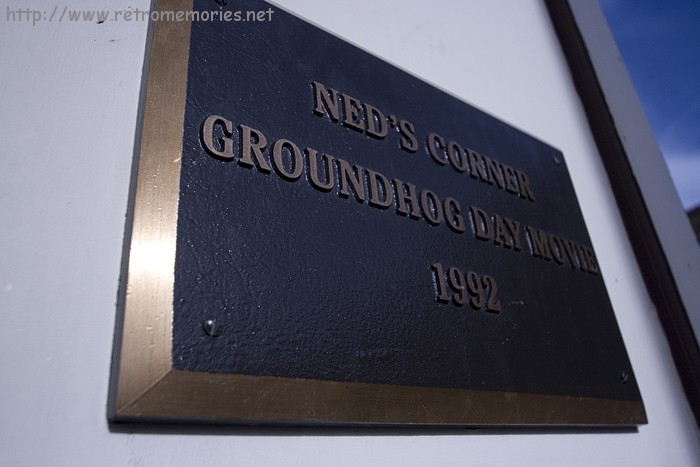 http://www.retromemories.net
NED'S CORNER
GROUNDHOG DAY MOVIE
1992